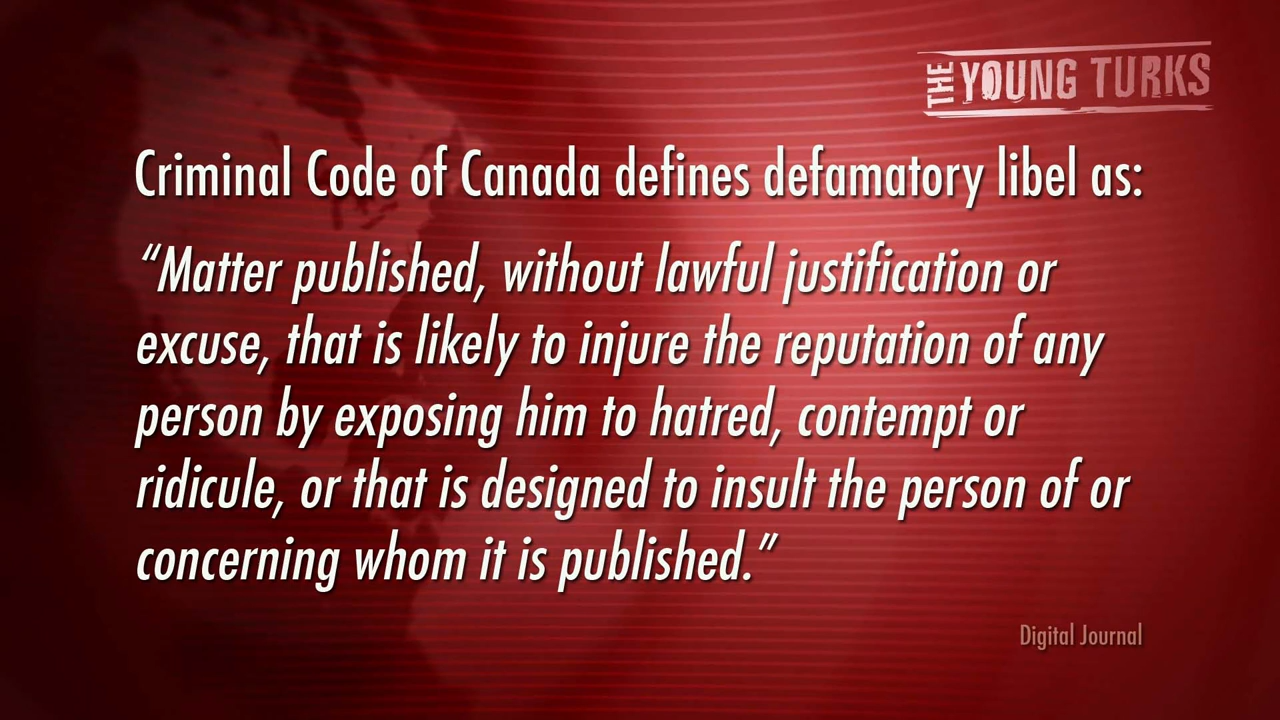 THE YOUNG TURKS
Criminal Code of Canada defines defamatory libel as:
“Matter published, without lawful justification or
excuse, that is likely to injure the reputation of any
person by exposing him to hatred, contempt or
ridicule, or that is designed to insult the person of or
concerning whom it is published.”
Digital Journal